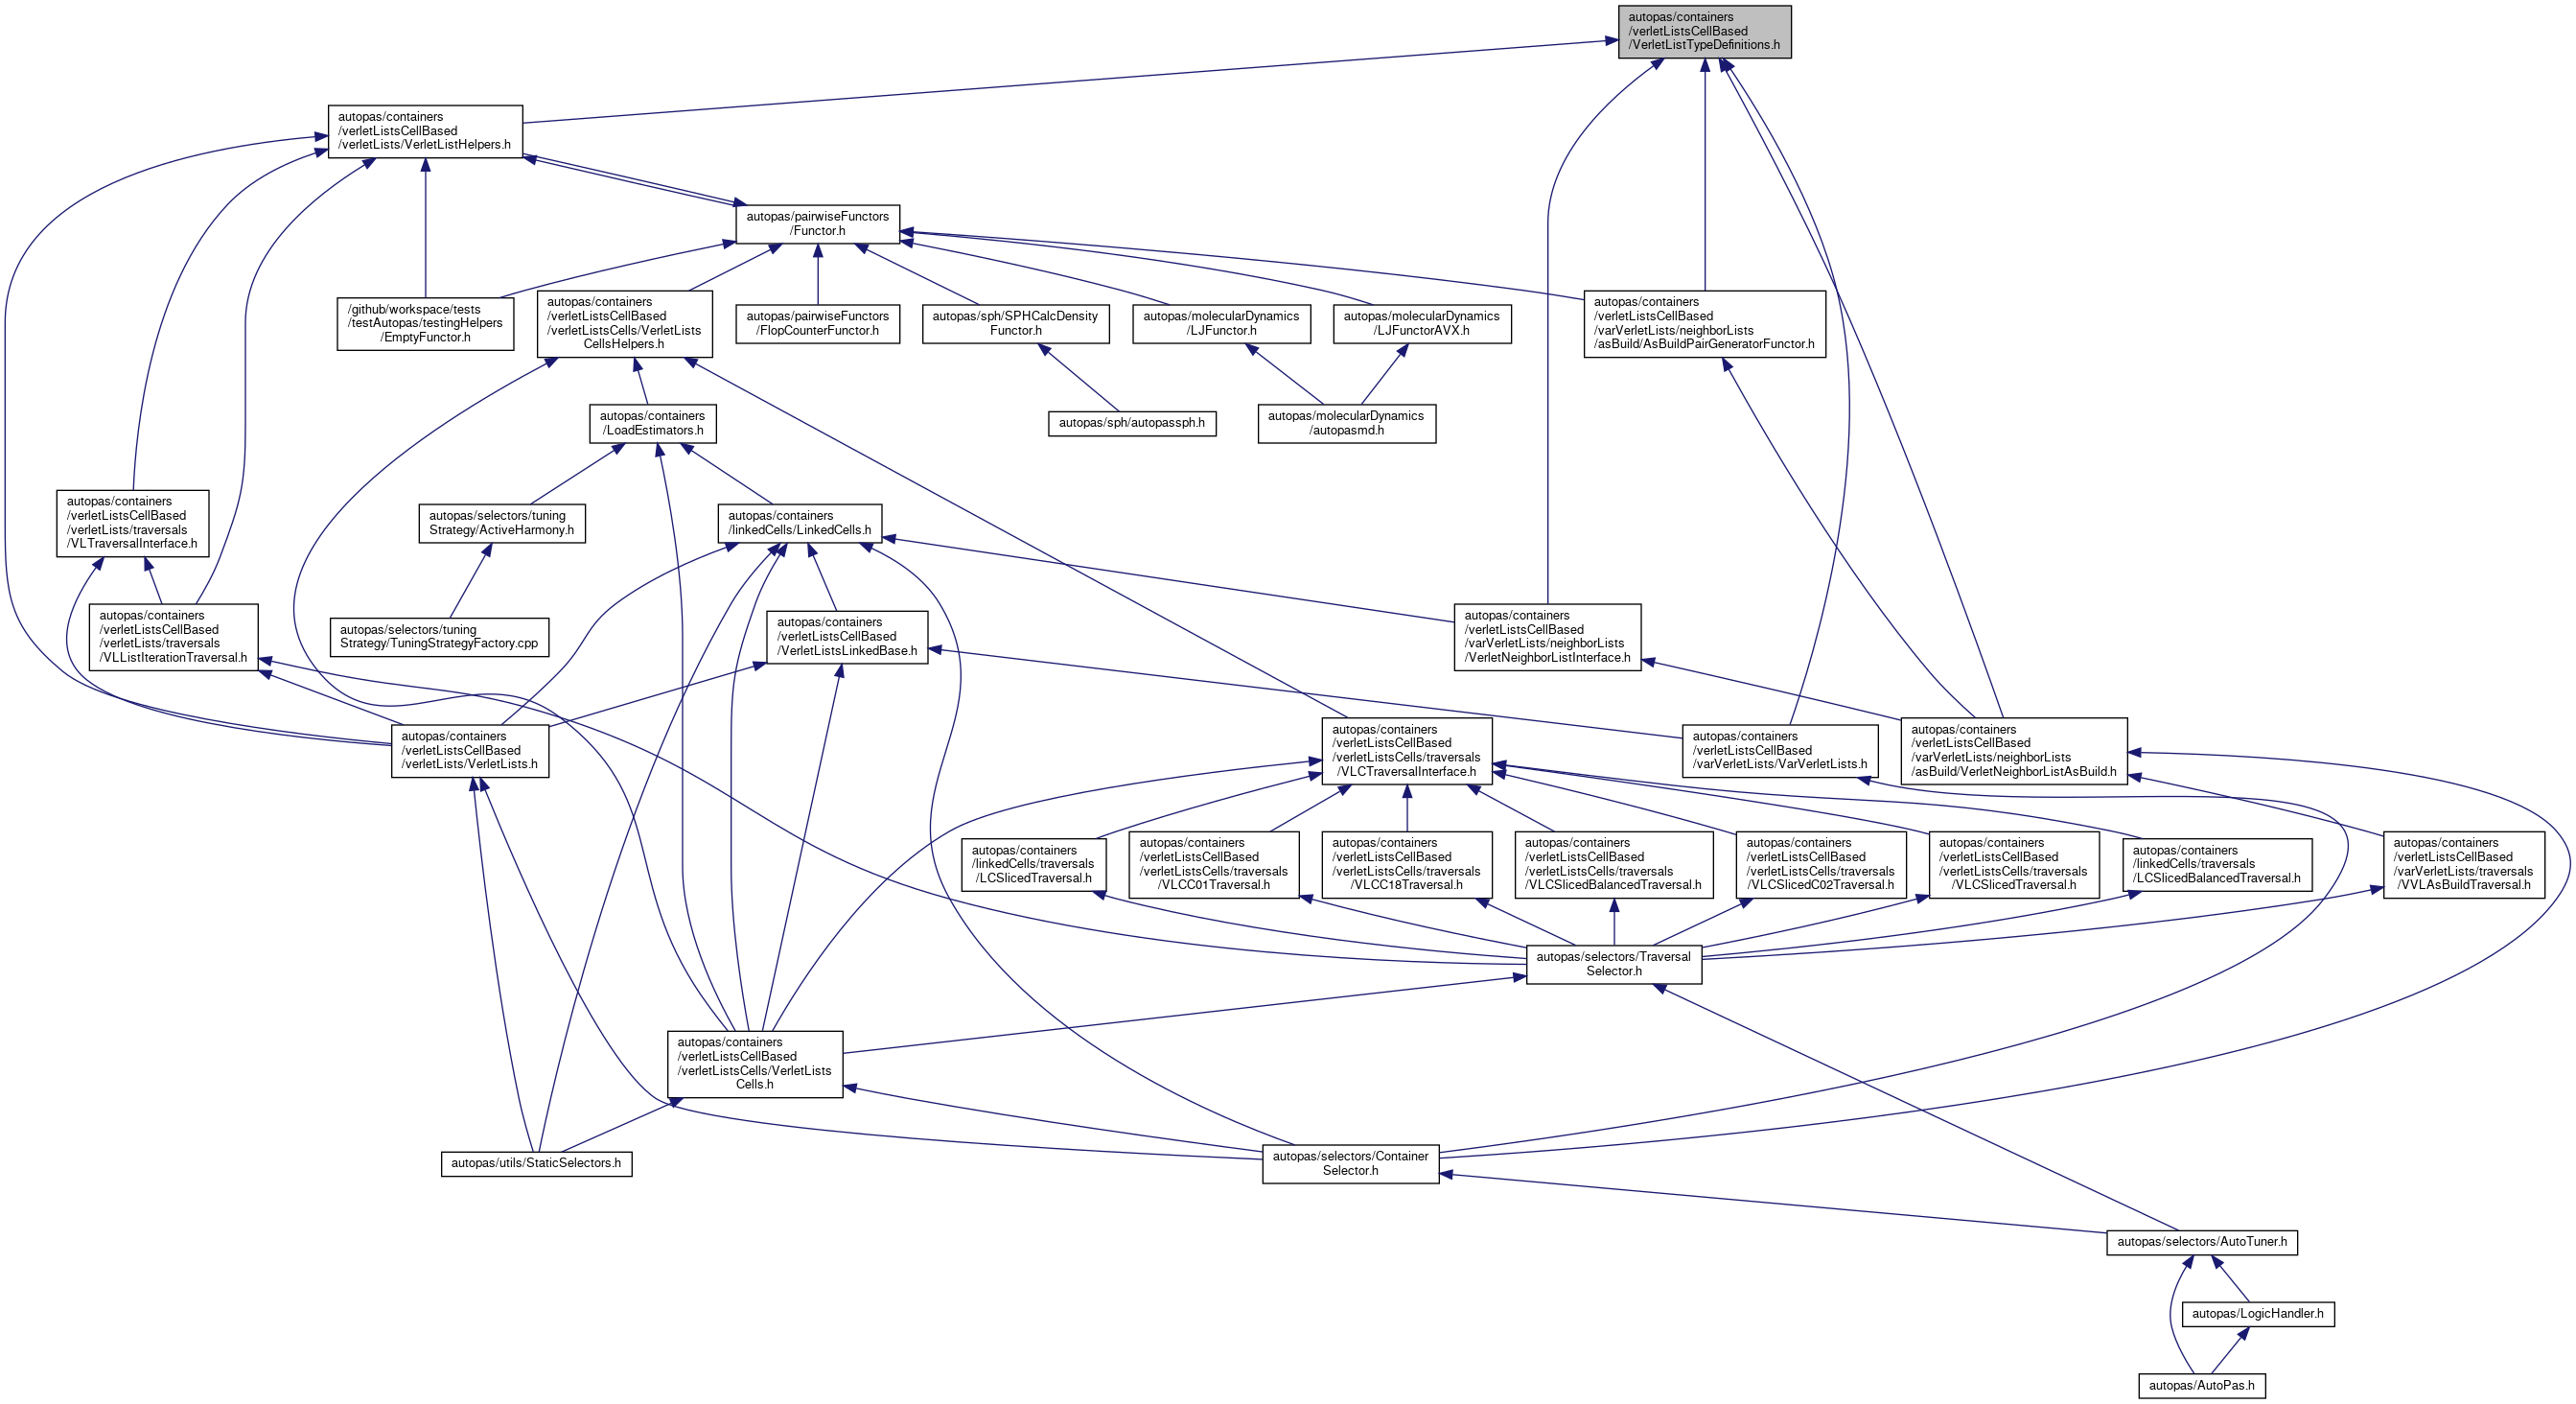 autopas/containers
/verletListsCellBased
/VerletListTypeDefinitions.h
autopas/containers
/verletListsCellBased
/verletLists/VerletListHelpers.h
autopas/pairwiseFunctors
/Functor.h
/github/workspace/tests
/testAutopas/testingHelpers
/EmptyFunctor.h
autopas/containers
/verletListsCellBased
/verletListsCells/VerletLists
CellsHelpers.h
autopas/pairwiseFunctors
/FlopCounterFunctor.h
autopas/sph/SPHCalcDensity
Functor.h
autopas/molecularDynamics
/LJFunctor.h
autopas/molecularDynamics
/LJFunctorAVX.h
autopas/containers
/verletListsCellBased
/varVerletLists/neighborLists
/asBuild/AsBuildPairGeneratorFunctor.h
autopas/containers
/LoadEstimators.h
autopas/sph/autopassph.h
autopas/molecularDynamics
/autopasmd.h
autopas/containers
/verletListsCellBased
/verletLists/traversals
/VLTraversalInterface.h
autopas/selectors/tuning
Strategy/ActiveHarmony.h
autopas/containers
/linkedCells/LinkedCells.h
autopas/containers
/verletListsCellBased
/verletLists/traversals
/VLListIterationTraversal.h
autopas/selectors/tuning
Strategy/TuningStrategyFactory.cpp
autopas/containers
/verletListsCellBased
/VerletListsLinkedBase.h
autopas/containers
/verletListsCellBased
/varVerletLists/neighborLists
/VerletNeighborListInterface.h
autopas/containers
/verletListsCellBased
/verletLists/VerletLists.h
autopas/containers
/verletListsCellBased
/verletListsCells/traversals
/VLCTraversalInterface.h
autopas/containers
/verletListsCellBased
/varVerletLists/VarVerletLists.h
autopas/containers
/verletListsCellBased
/varVerletLists/neighborLists
/asBuild/VerletNeighborListAsBuild.h
autopas/containers
/linkedCells/traversals
/LCSlicedTraversal.h
autopas/containers
/verletListsCellBased
/verletListsCells/traversals
/VLCC01Traversal.h
autopas/containers
/verletListsCellBased
/verletListsCells/traversals
/VLCC18Traversal.h
autopas/containers
/verletListsCellBased
/verletListsCells/traversals
/VLCSlicedBalancedTraversal.h
autopas/containers
/verletListsCellBased
/verletListsCells/traversals
/VLCSlicedC02Traversal.h
autopas/containers
/verletListsCellBased
/verletListsCells/traversals
/VLCSlicedTraversal.h
autopas/containers
/linkedCells/traversals
/LCSlicedBalancedTraversal.h
autopas/containers
/verletListsCellBased
/varVerletLists/traversals
/VVLAsBuildTraversal.h
autopas/selectors/Traversal
Selector.h
autopas/containers
/verletListsCellBased
/verletListsCells/VerletLists
Cells.h
autopas/utils/StaticSelectors.h
autopas/selectors/Container
Selector.h
autopas/selectors/AutoTuner.h
autopas/LogicHandler.h
autopas/AutoPas.h